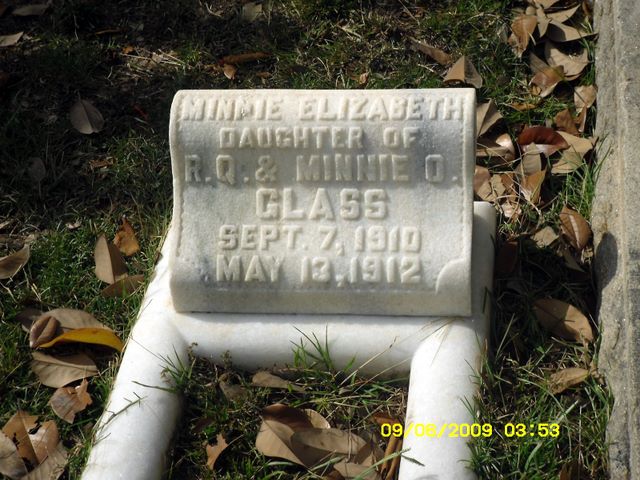 MINNIE ELIZABETH
DAUGHTER OF
R.Q. & MINNIE O.
GLASS
SEPT. 7, 1910
MAY 13, 1912
09/08/2009 03:53